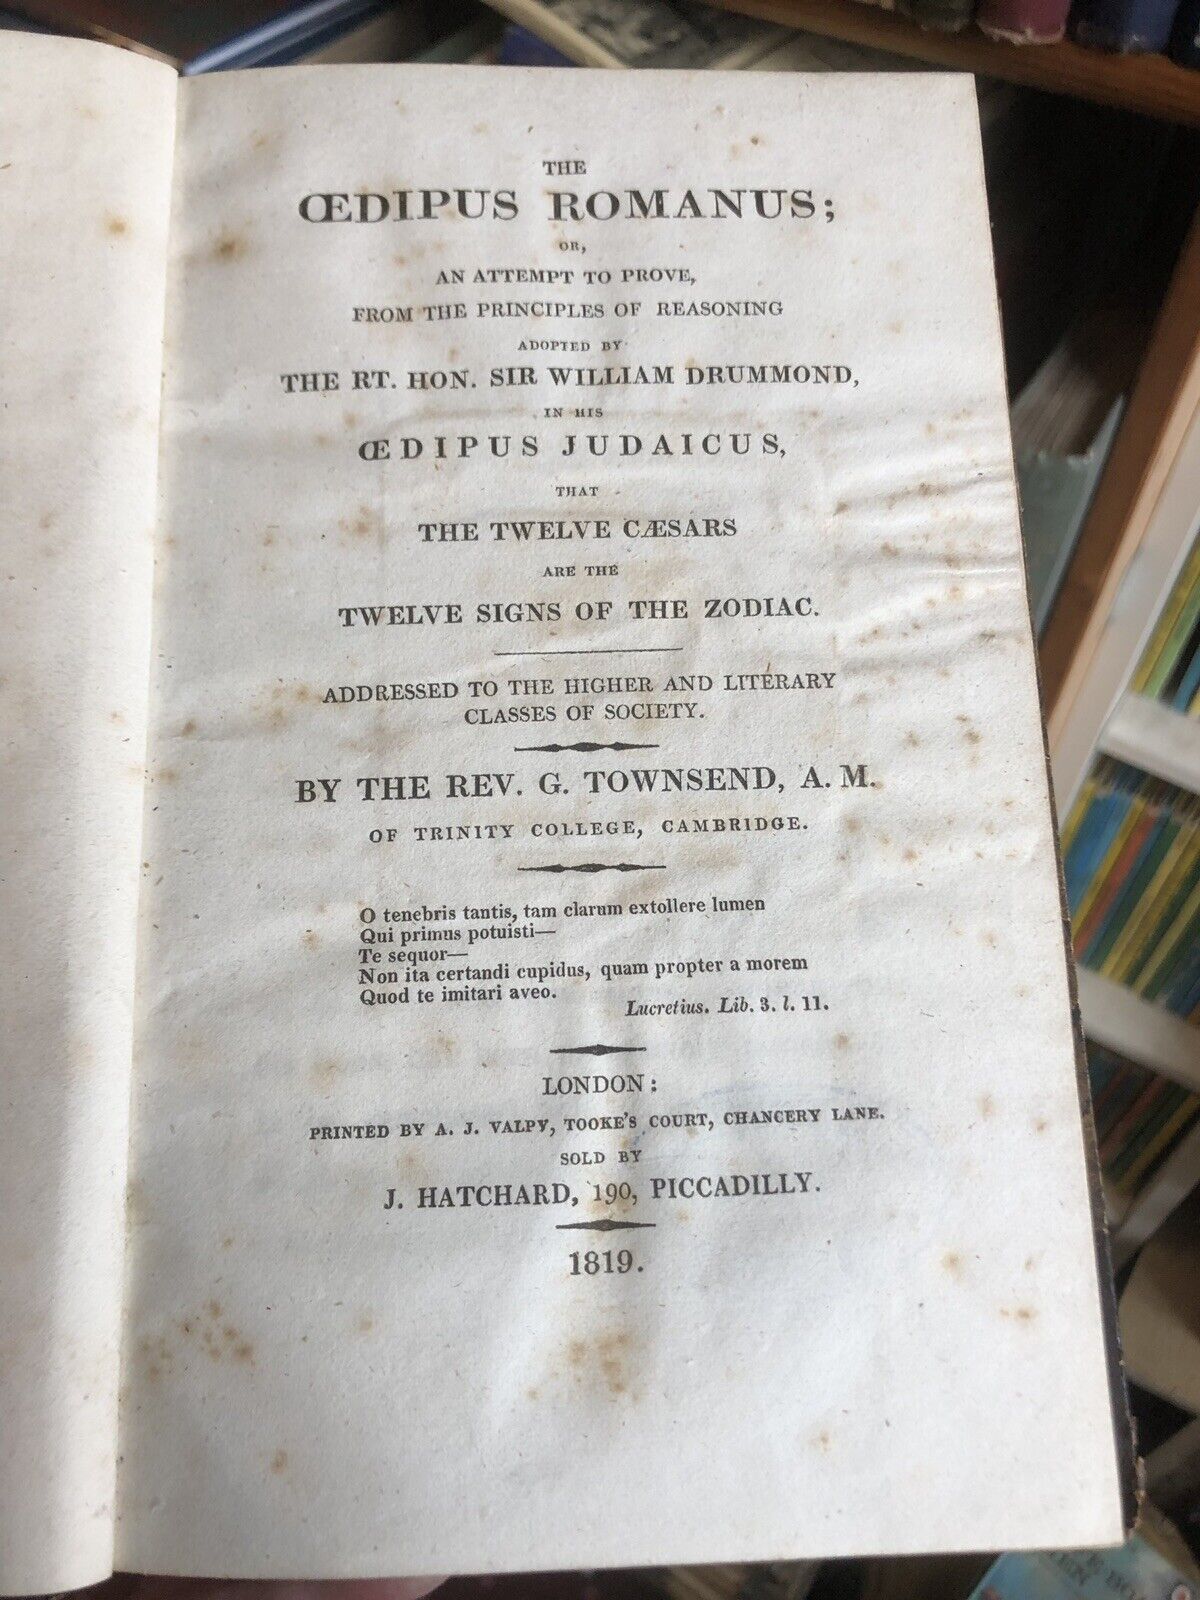 THE
ŒDIPUS ROMANUS;
OR,
AN ATTEMPT TO PROVE,
FROM THE PRINCIPLES OF REASONING
ADOPTED BY
THE RT. HON. SIR WILLIAM DRUMMOND,
IN HIS
ŒDIPUS JUDAICUS,
THAT
THE TWELVE CÆSARS
ARE THE
TWELVE SIGNS OF THE ZODIAC.
ADDRESSED TO THE HIGHER AND LITERARY
CLASSES OF SOCIETY.
BY THE REV. G. TOWNSEND, A. M.
OF TRINITY COLLEGE, CAMBRIDGE.
O tenebris tantis, tam clarum extollere lumen
Qui primus potuisti—
Te sequor—
Non ita certandi cupidus, quam propter a morem
Quod te imitari aveo.
Lucretius. Lib. 3. l. 11.
LONDON:
PRINTED BY A. J. VALPY, TOOKE'S COURT, CHANCERY LANE.
SOLD BY
J. HATCHARD, 190, PICCADILLY.
1819.